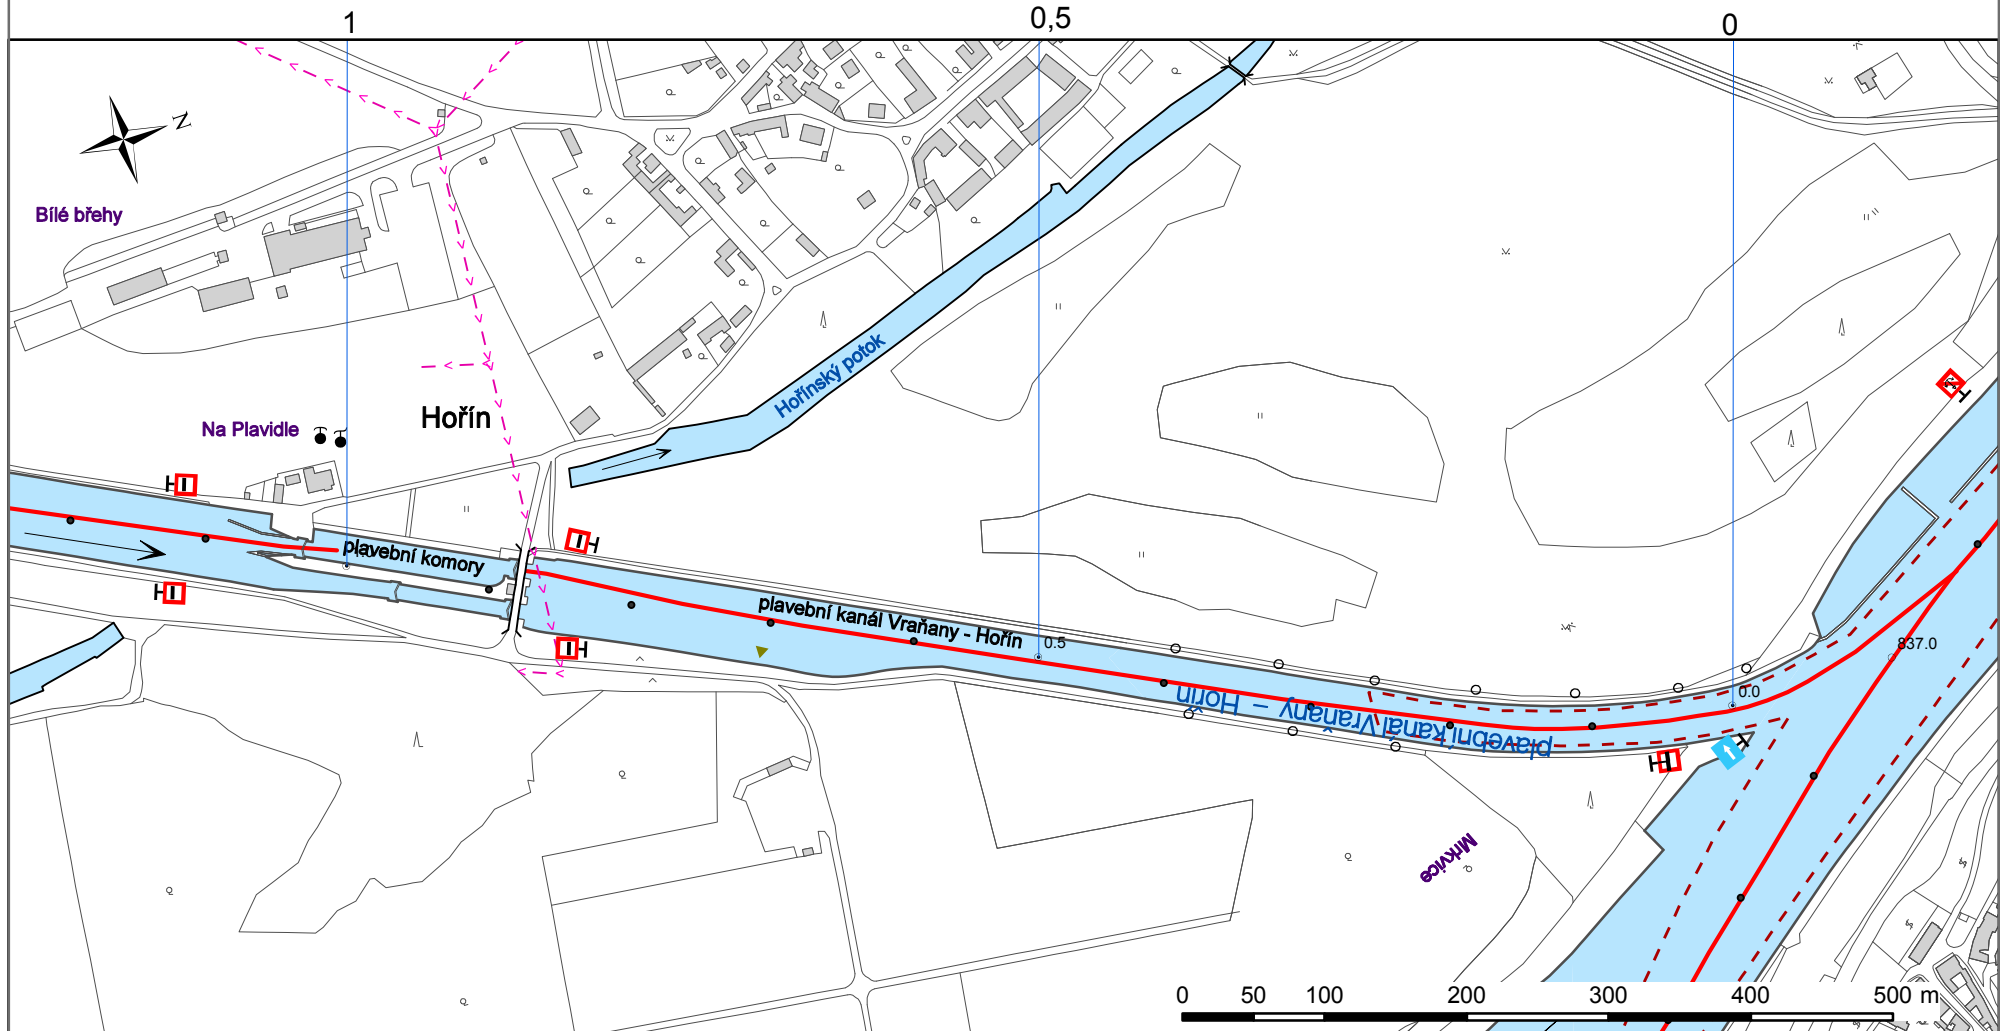 1
0,5
0
N
Bílé břehy
Hořínský potok
Hořín
Na Plavidle
plavební komory
plavební kanál Vraňany - Hořín
0.5
837.0
0.0
plavební kanál Vraňany – Hořín
Mrkvice
0 50 100 200 300 400 500 m